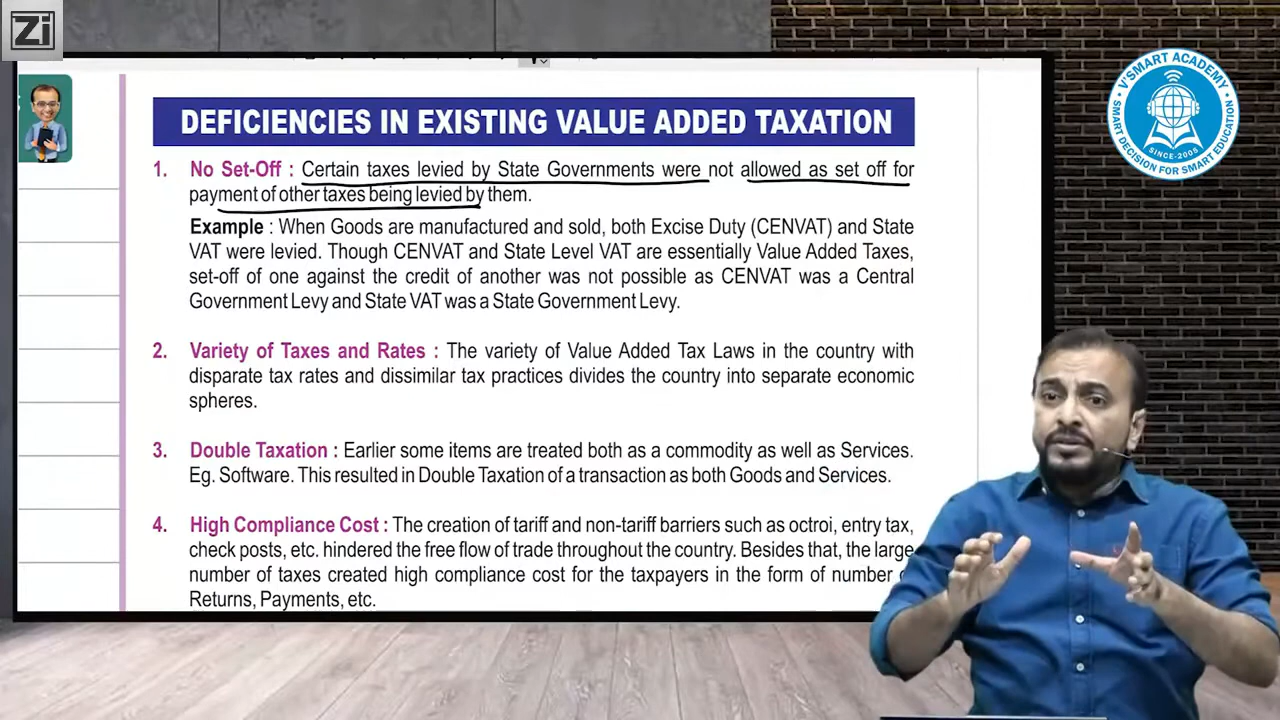 Zi
DEFICIENCIES IN EXISTING VALUE ADDED TAXATION
1. No Set-Off : Certain taxes levied by State Governments were not allowed as set off for
payment of other taxes being levied by them.
Example : When Goods are manufactured and sold, both Excise Duty (CENVAT) and State
VAT were levied. Though CENVAT and State Level VAT are essentially Value Added Taxes,
set-off of one against the credit of another was not possible as CENVAT was a Central
Government Levy and State VAT was a State Government Levy.
2. Variety of Taxes and Rates : The variety of Value Added Tax Laws in the country with
disparate tax rates and dissimilar tax practices divides the country into separate economic
spheres.
3. Double Taxation : Earlier some items are treated both as a commodity as well as Services.
Eg. Software. This resulted in Double Taxation of a transaction as both Goods and Services.
4. High Compliance Cost : The creation of tariff and non-tariff barriers such as octroi, entry tax,
check posts, etc. hindered the free flow of trade throughout the country. Besides that, the large
number of taxes created high compliance cost for the taxpayers in the form of number
Returns, Payments, etc.
V'SMART ACADEMY
SMART DECISION FOR SMART EDUCATION
SINCE-2005